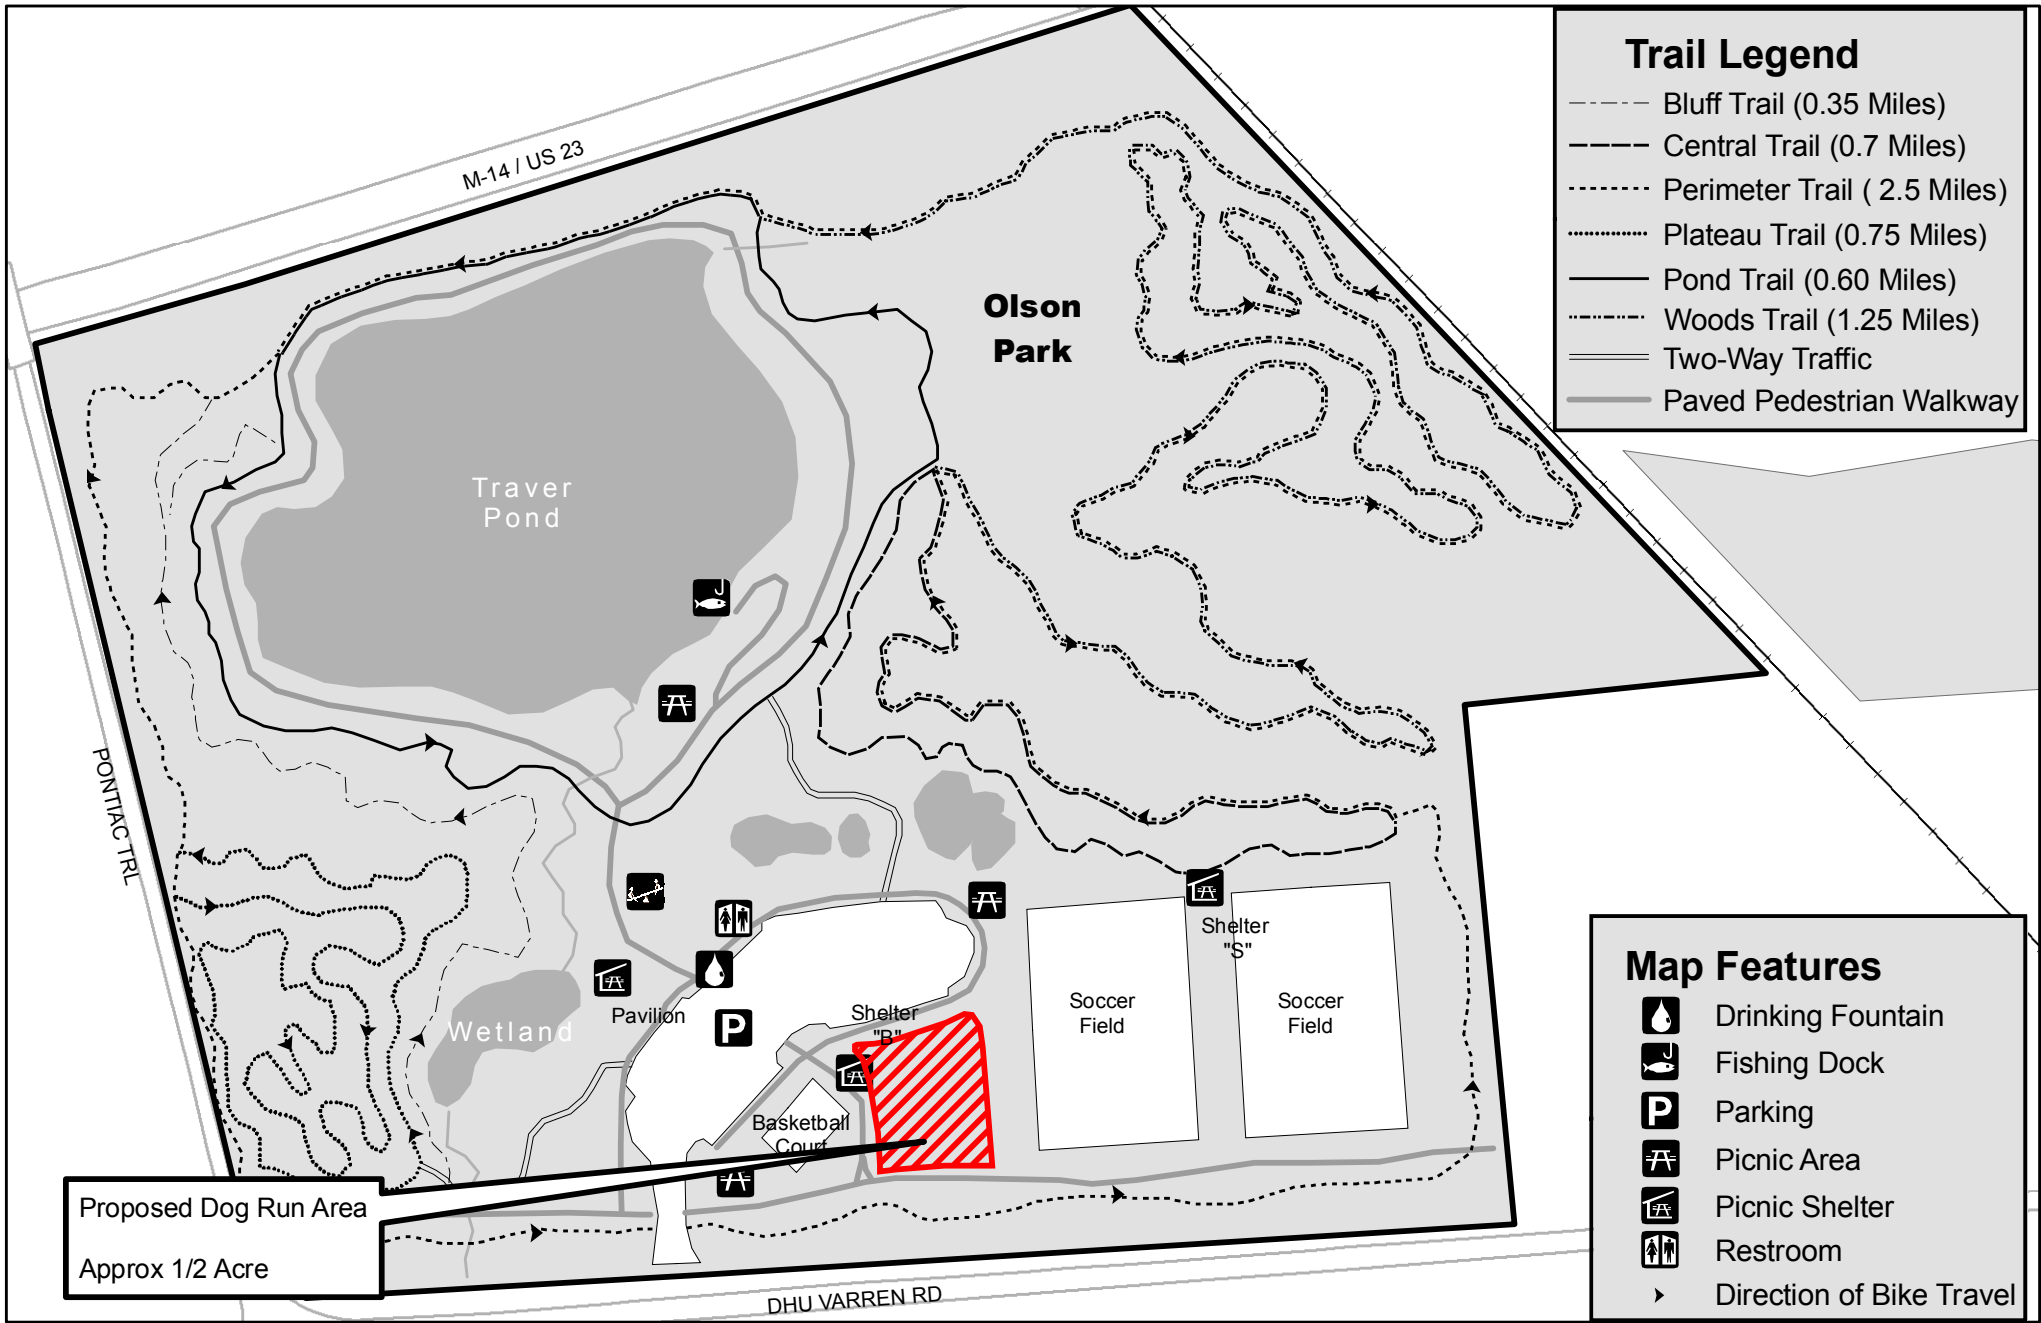 Trail Legend
Bluff Trail (0.35 Miles)
Central Trail (0.7 Miles)
Perimeter Trail ( 2.5 Miles)
Plateau Trail (0.75 Miles)
Pond Trail (0.60 Miles)
Woods Trail (1.25 Miles)
Two-Way Traffic
Paved Pedestrian Walkway
M-14 / US 23
Olson
Park
Traver
Pond
PONTIAC TRL
Shelter
"S"
Soccer
Field
Soccer
Field
Pavilion
Wetland
P
Shelter
"B"
Basketball
Court
Proposed Dog Run Area
Approx 1/2 Acre
DHU VARREN RD
Map Features
Drinking Fountain
Fishing Dock
P Parking
Picnic Area
Picnic Shelter
Restroom
Direction of Bike Travel